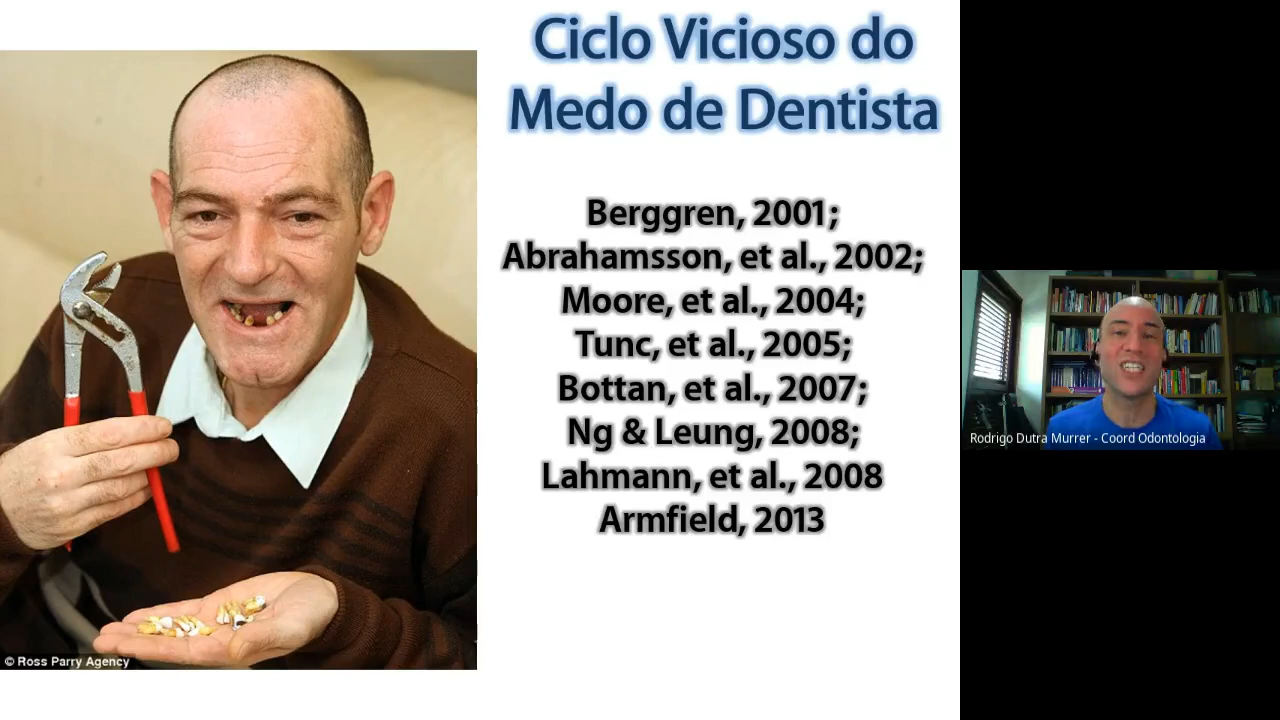 Ciclo Vicioso do
Medo de Dentista
Berggren, 2001;
Abrahamsson, et al., 2002;
Moore, et al., 2004;
Tunc, et al., 2005;
Bottan, et al., 2007;
Ng & Leung, 2008;
Lahmann, et al., 2008
Armfield, 2013
© Ross Parry Agency
Rodrigo Dutra Murrer - Coord Odontologia